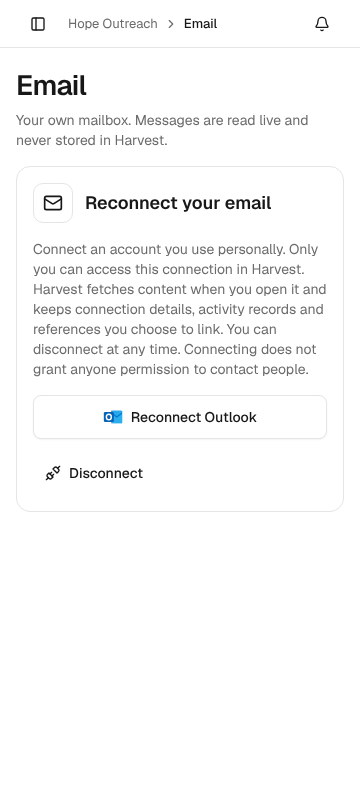 Hope Outreach > Email
Email
Your own mailbox. Messages are read live and
never stored in Harvest.
Reconnect your email
Connect an account you use personally. Only
you can access this connection in Harvest.
Harvest fetches content when you open it and
keeps connection details, activity records and
references you choose to link. You can
disconnect at any time. Connecting does not
grant anyone permission to contact people.
Reconnect Outlook
Disconnect